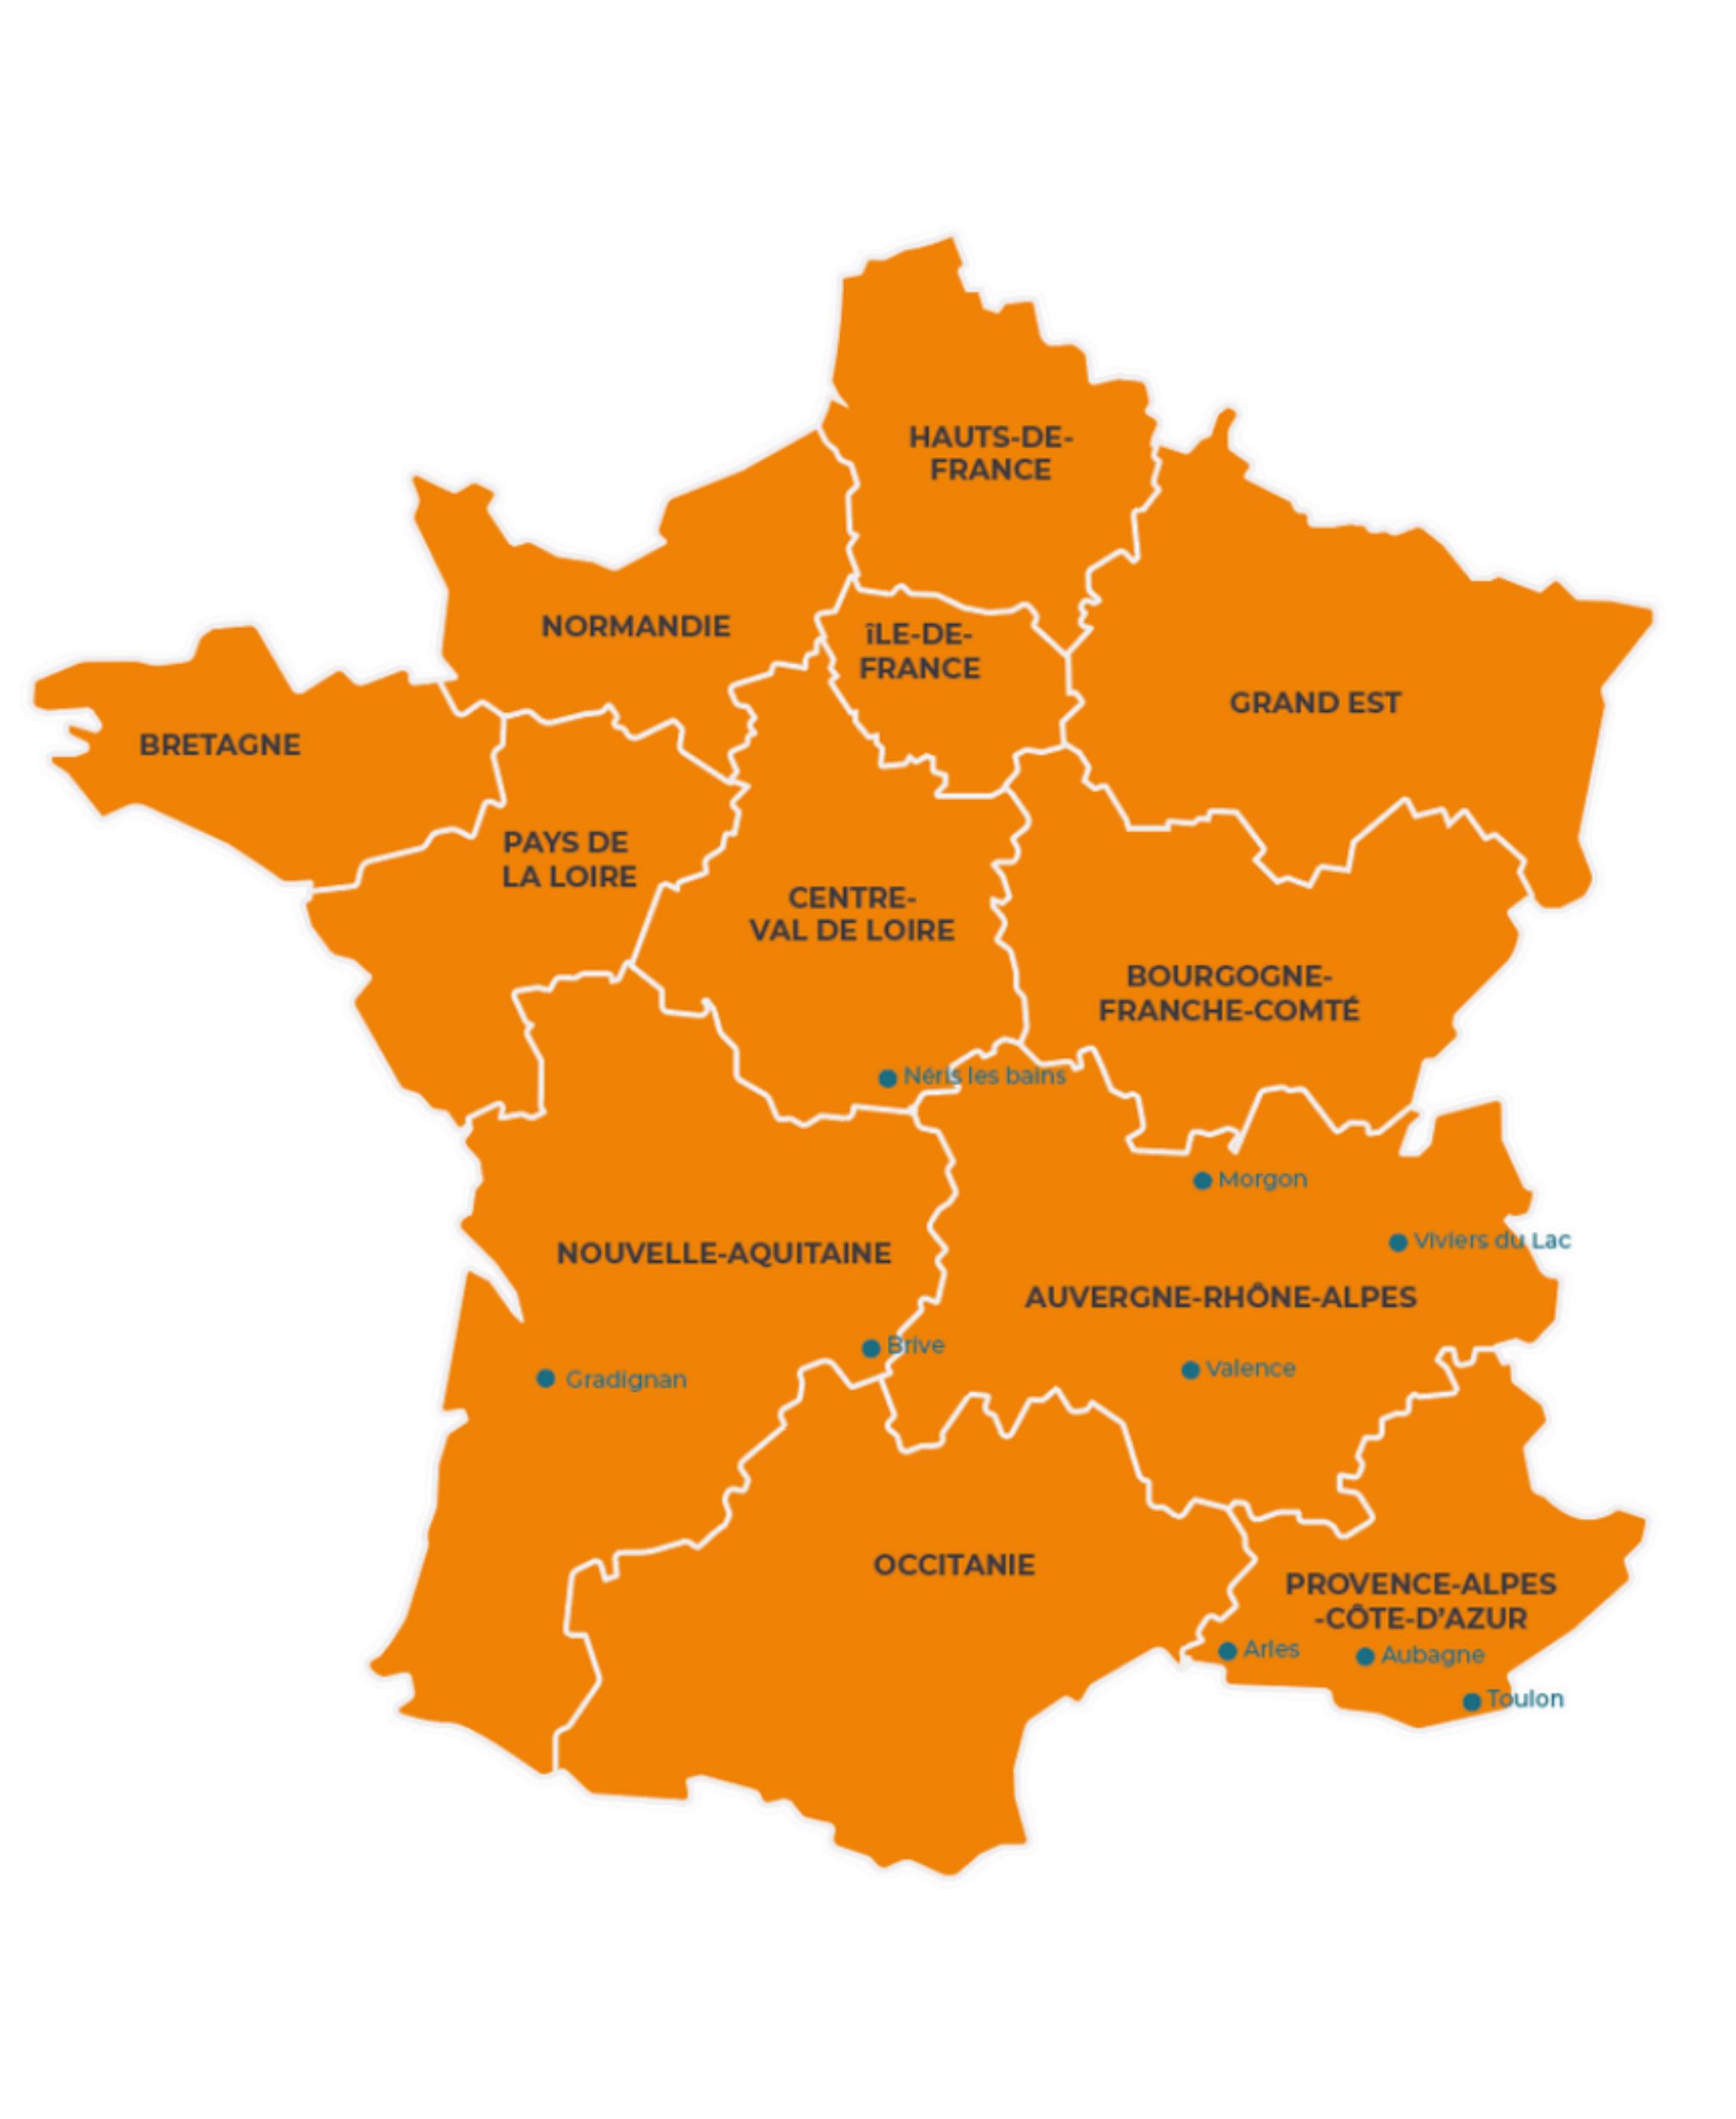 HAUTS-DE-
FRANCE
NORMANDIE
îLE-DE-
FRANCE
GRAND EST
BRETAGNE
PAYS DE
LA LOIRE
CENTRE-
VAL DE LOIRE
BOURGOGNE-
FRANCHE-COMTÉ
Néris les bains
Morgon
Viviers du Lac
NOUVELLE-AQUITAINE
AUVERGNE-RHÔNE-ALPES
Brive
Valence
Gradignan
OCCITANIE
PROVENCE-ALPES
-CÔTE-D’AZUR
Arles
Aubagne
Toulon